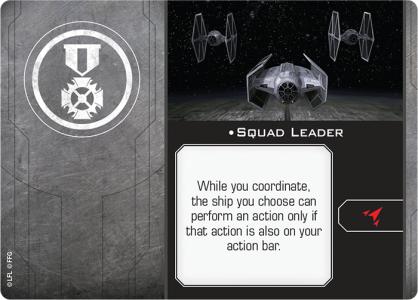 •Squad Leader
While you coordinate,
the ship you choose can
perform an action only if
that action is also on your
action bar.
©LFL ©FFG